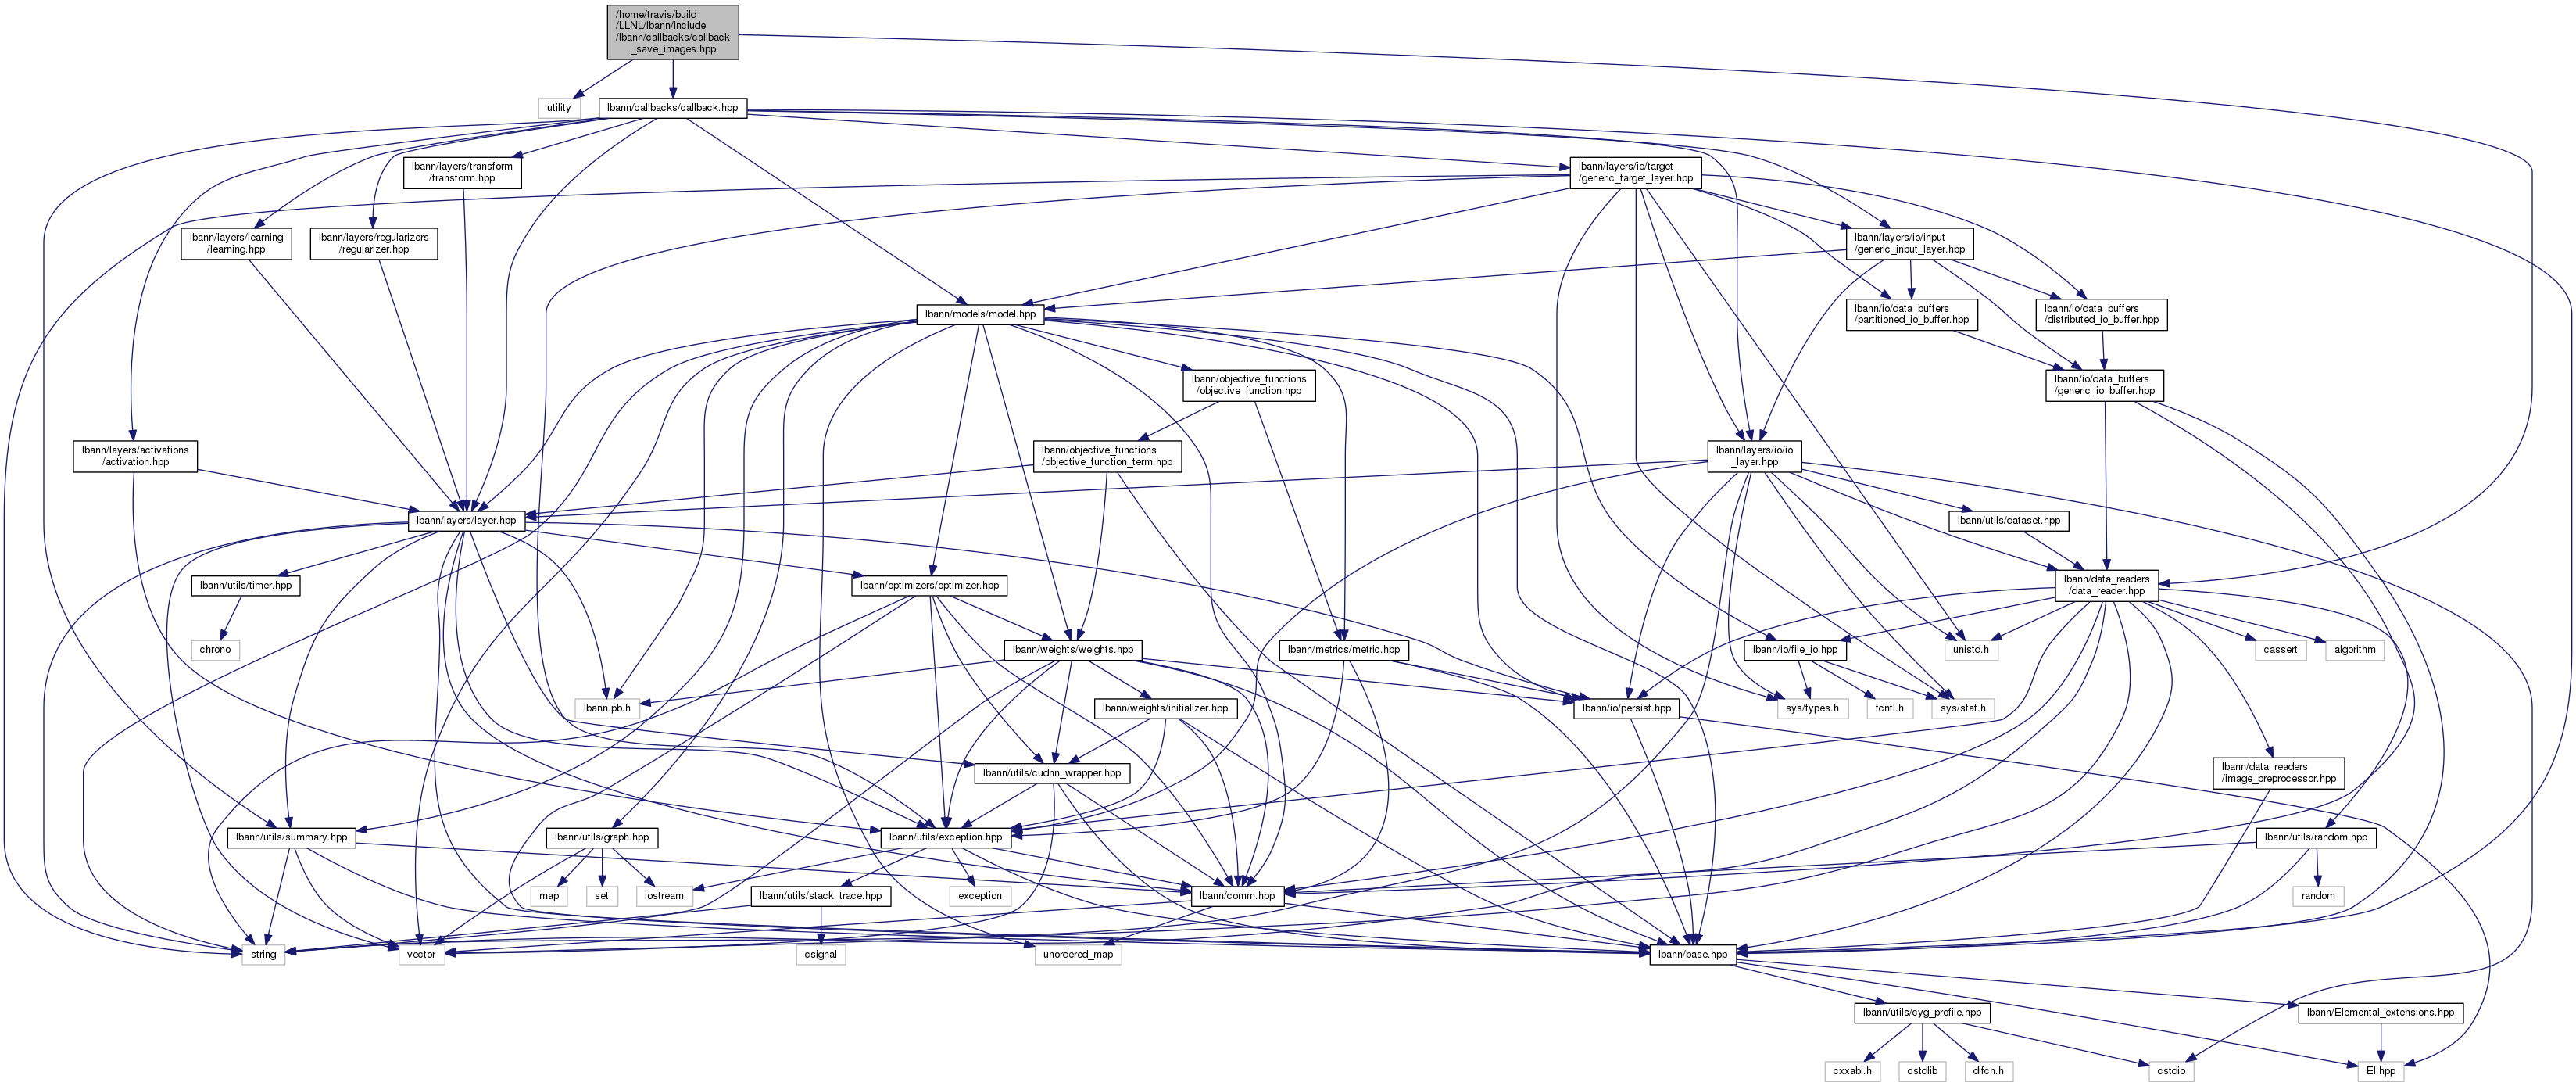 /home/travis/build
/LLNL/lbann/include
/lbann/callbacks/callback
_save_images.hpp
utility
lbann/callbacks/callback.hpp
lbann/layers/transform
/transform.hpp
lbann/layers/io/target
/generic_target_layer.hpp
lbann/layers/learning
/learning.hpp
lbann/layers/regularizers
/regularizer.hpp
lbann/layers/io/input
/generic_input_layer.hpp
lbann/models/model.hpp
lbann/io/data_buffers
/partitioned_io_buffer.hpp
lbann/io/data_buffers
/distributed_io_buffer.hpp
lbann/objective_functions
/objective_function.hpp
lbann/io/data_buffers
/generic_io_buffer.hpp
lbann/layers/activations
/activation.hpp
lbann/objective_functions
/objective_function_term.hpp
lbann/layers/io/io
_layer.hpp
lbann/layers/layer.hpp
lbann/utils/dataset.hpp
lbann/utils/timer.hpp
lbann/optimizers/optimizer.hpp
lbann/data_readers
/data_reader.hpp
chrono
lbann/weights/weights.hpp
lbann/metrics/metric.hpp
lbann/io/file_io.hpp
unistd.h
cassert
algorithm
lbann.pb.h
lbann/weights/initializer.hpp
lbann/io/persist.hpp
sys/types.h
fcntl.h
sys/stat.h
lbann/utils/cudnn_wrapper.hpp
lbann/data_readers
/image_preprocessor.hpp
lbann/utils/summary.hpp
lbann/utils/graph.hpp
lbann/utils/exception.hpp
lbann/utils/random.hpp
map
set
iostream
lbann/utils/stack_trace.hpp
exception
lbann/comm.hpp
random
string
vector
csignal
unordered_map
lbann/base.hpp
lbann/utils/cyg_profile.hpp
lbann/Elemental_extensions.hpp
cxxabi.h
cstdlib
dlfcn.h
cstdio
El.hpp